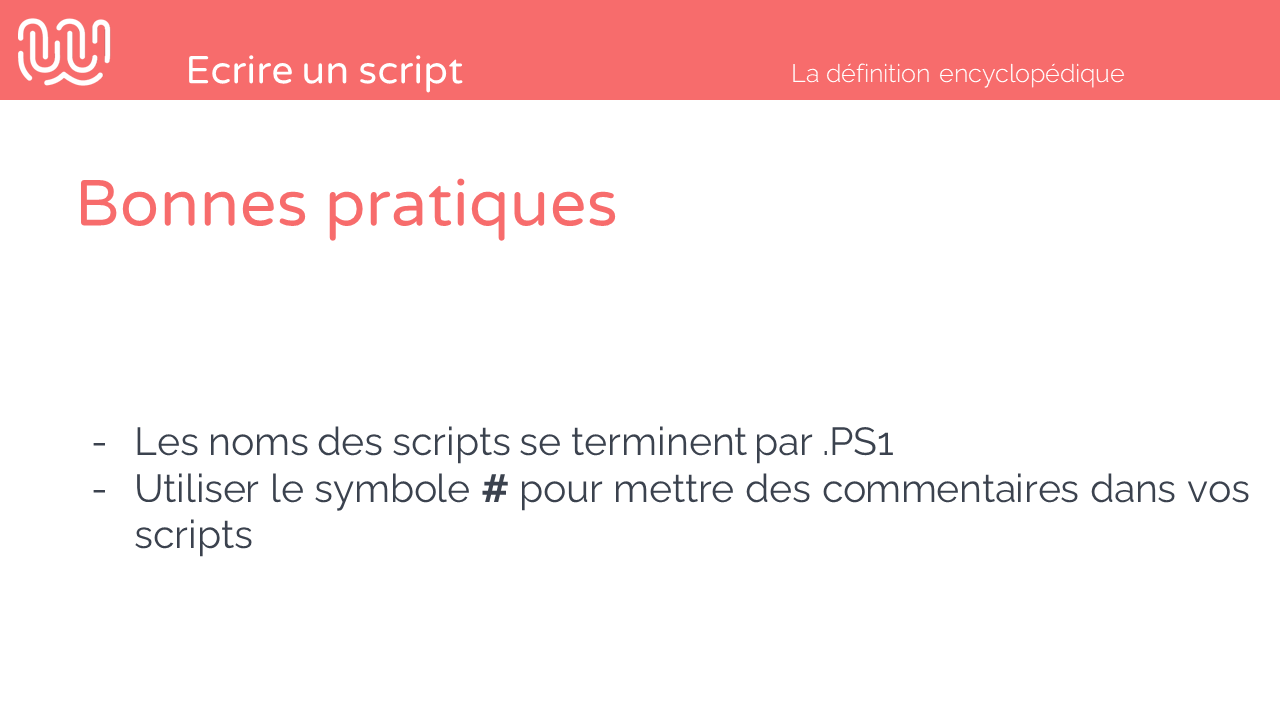 Ecrire un script
La définition encyclopédique
Bonnes pratiques
- Les noms des scripts se terminent par .PS1
- Utiliser le symbole # pour mettre des commentaires dans vos
scripts